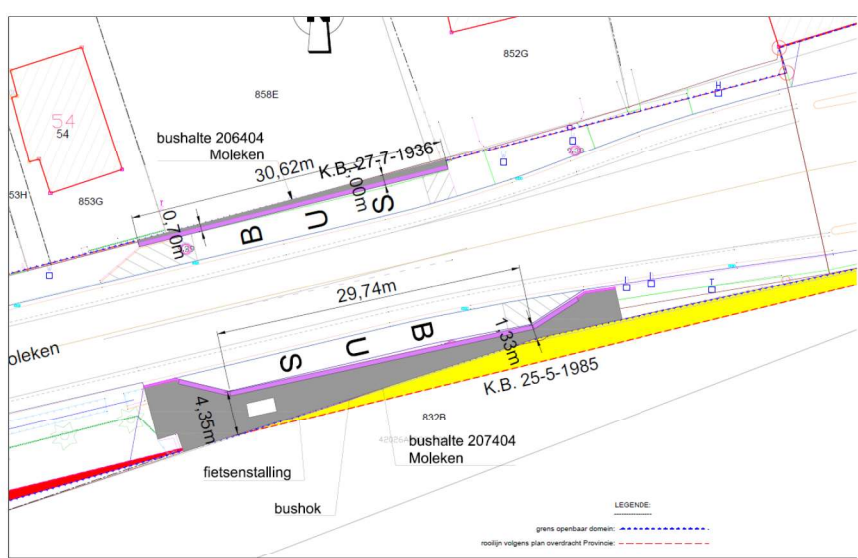 852G
858E
54
54
bushalte 206404
Moleken
K.B. 27-7-1936
30,62m
,00m
53H
853G
0,70m
BUS
29,74m
BUS
1,33m
oleken
K.B. 25-5-1985
4,35m
832B
bushalte 207404
Moleken
fietsenstalling
bushok
LEGENDE:
grens openbaar domein:
rooilijn volgens plan overdracht Provincie: